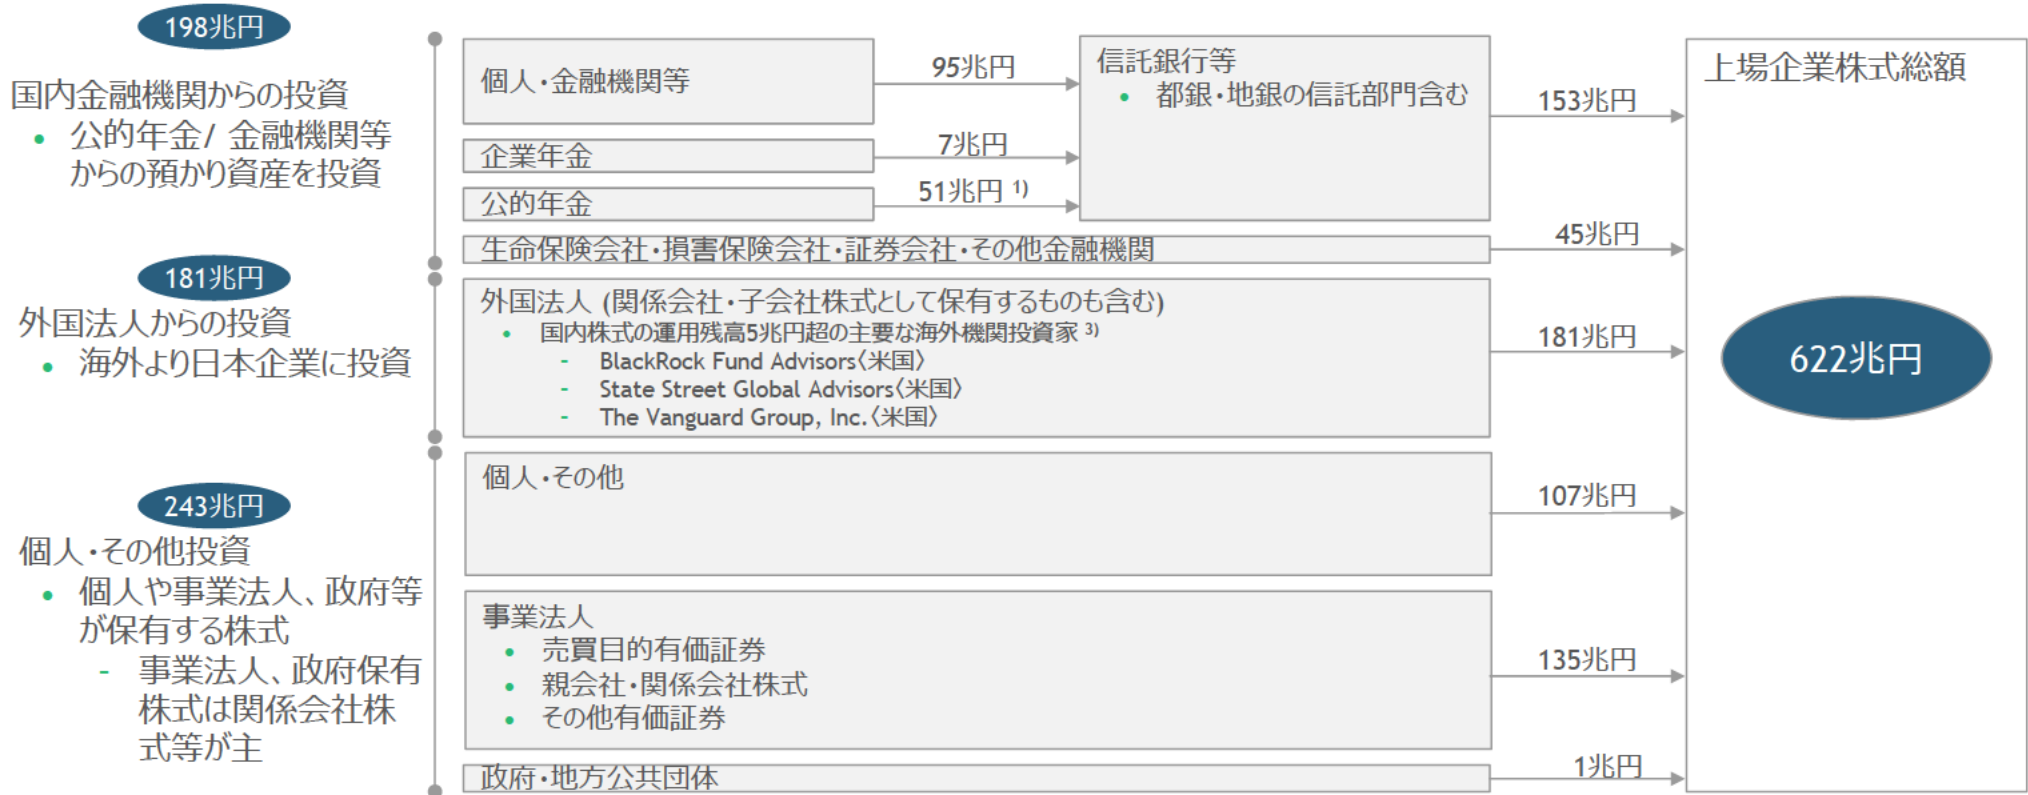 198兆円
国内金融機関からの投資
• 公的年金/ 金融機関等
からの預かり資産を投資
181兆円
外国法人からの投資
• 海外より日本企業に投資
243兆円
個人・その他投資
• 個人や事業法人、政府等
が保有する株式
- 事業法人、政府保有
株式は関係会社株
式等が主
個人・金融機関等
95兆円
企業年金
7兆円
公的年金
51兆円 1)
信託銀行等
• 都銀・地銀の信託部門含む
153兆円
生命保険会社・損害保険会社・証券会社・その他金融機関
45兆円
外国法人 (関係会社・子会社株式として保有するものも含む)
• 国内株式の運用残高5兆円超の主要な海外機関投資家 3)
- BlackRock Fund Advisors〈米国〉
- State Street Global Advisors〈米国〉
- The Vanguard Group, Inc.〈米国〉
181兆円
個人・その他
107兆円
事業法人
• 売買目的有価証券
• 親会社・関係会社株式
• その他有価証券
135兆円
政府・地方公共団体
1兆円
上場企業株式総額
622兆円